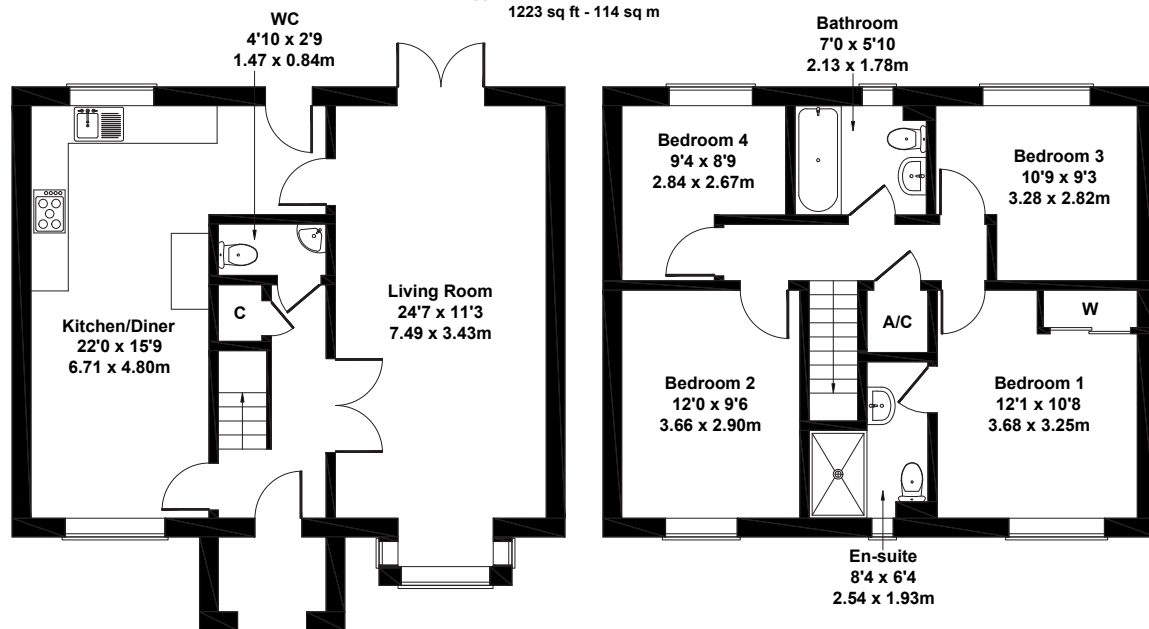 1223 sq ft - 114 sq m
WC
4'10 x 2'9
1.47 x 0.84m
Kitchen/Diner
22'0 x 15'9
6.71 x 4.80m
C
Living Room
24'7 x 11'3
7.49 x 3.43m
Bathroom
7'0 x 5'10
2.13 x 1.78m
Bedroom 4
9'4 x 8'9
2.84 x 2.67m
Bedroom 3
10'9 x 9'3
3.28 x 2.82m
A/C
W
Bedroom 2
12'0 x 9'6
3.66 x 2.90m
Bedroom 1
12'1 x 10'8
3.68 x 3.25m
En-suite
8'4 x 6'4
2.54 x 1.93m